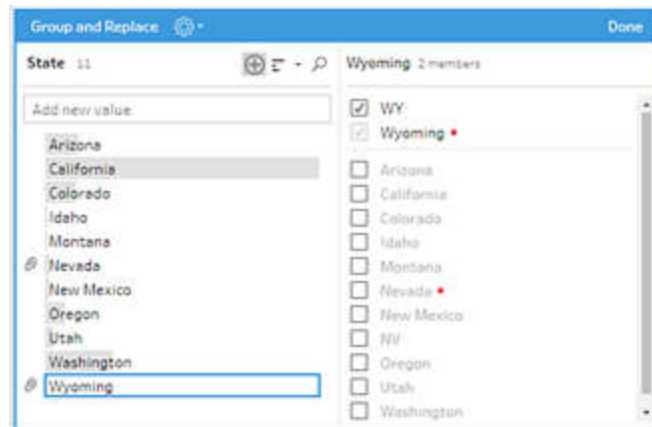 Group and Replace
Done
State 11
Add new value
Arizona
California
Colorado
Idaho
Montana
Nevada
New Mexico
Oregon
Utah
Washington
Wyoming
Wyoming 2 members
WY
Wyoming
Arizona
California
Colorado
Idaho
Montana
Nevada
New Mexico
NV
Oregon
Utah
Washington